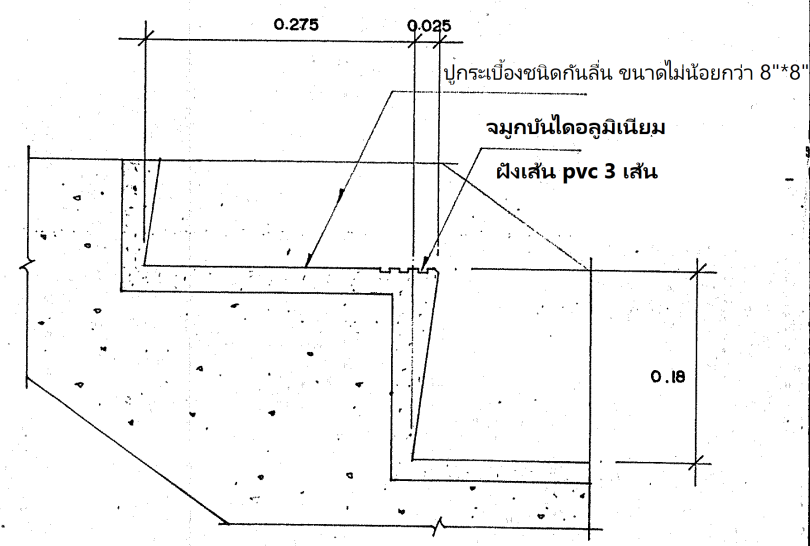 0.275
0.025
ปูกระเบื้องชนิดกันลื่น ขนาดไม่น้อยกว่า 8"*8"
จมูกบันไดอลูมิเนียม
ฝังเส้น pvc 3 เส้น
0.18